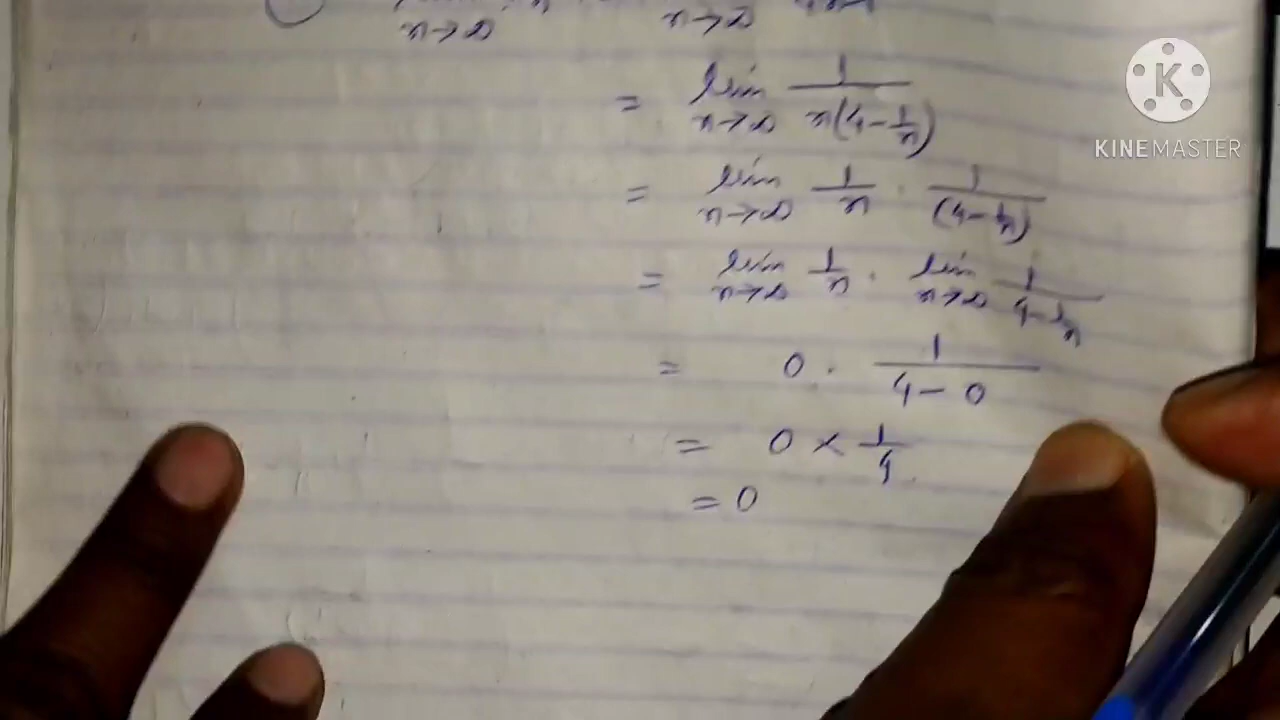 n→∞ n→∞
= lim n→∞ 1/n(4-1/n)
= lim n→∞ 1/n · 1/(4-1/n)
= lim n→∞ 1/n · lim n→∞ 1/4-1/n
= 0 · 1/4-0
= 0 × 1/4
= 0
K
KINEMASTER